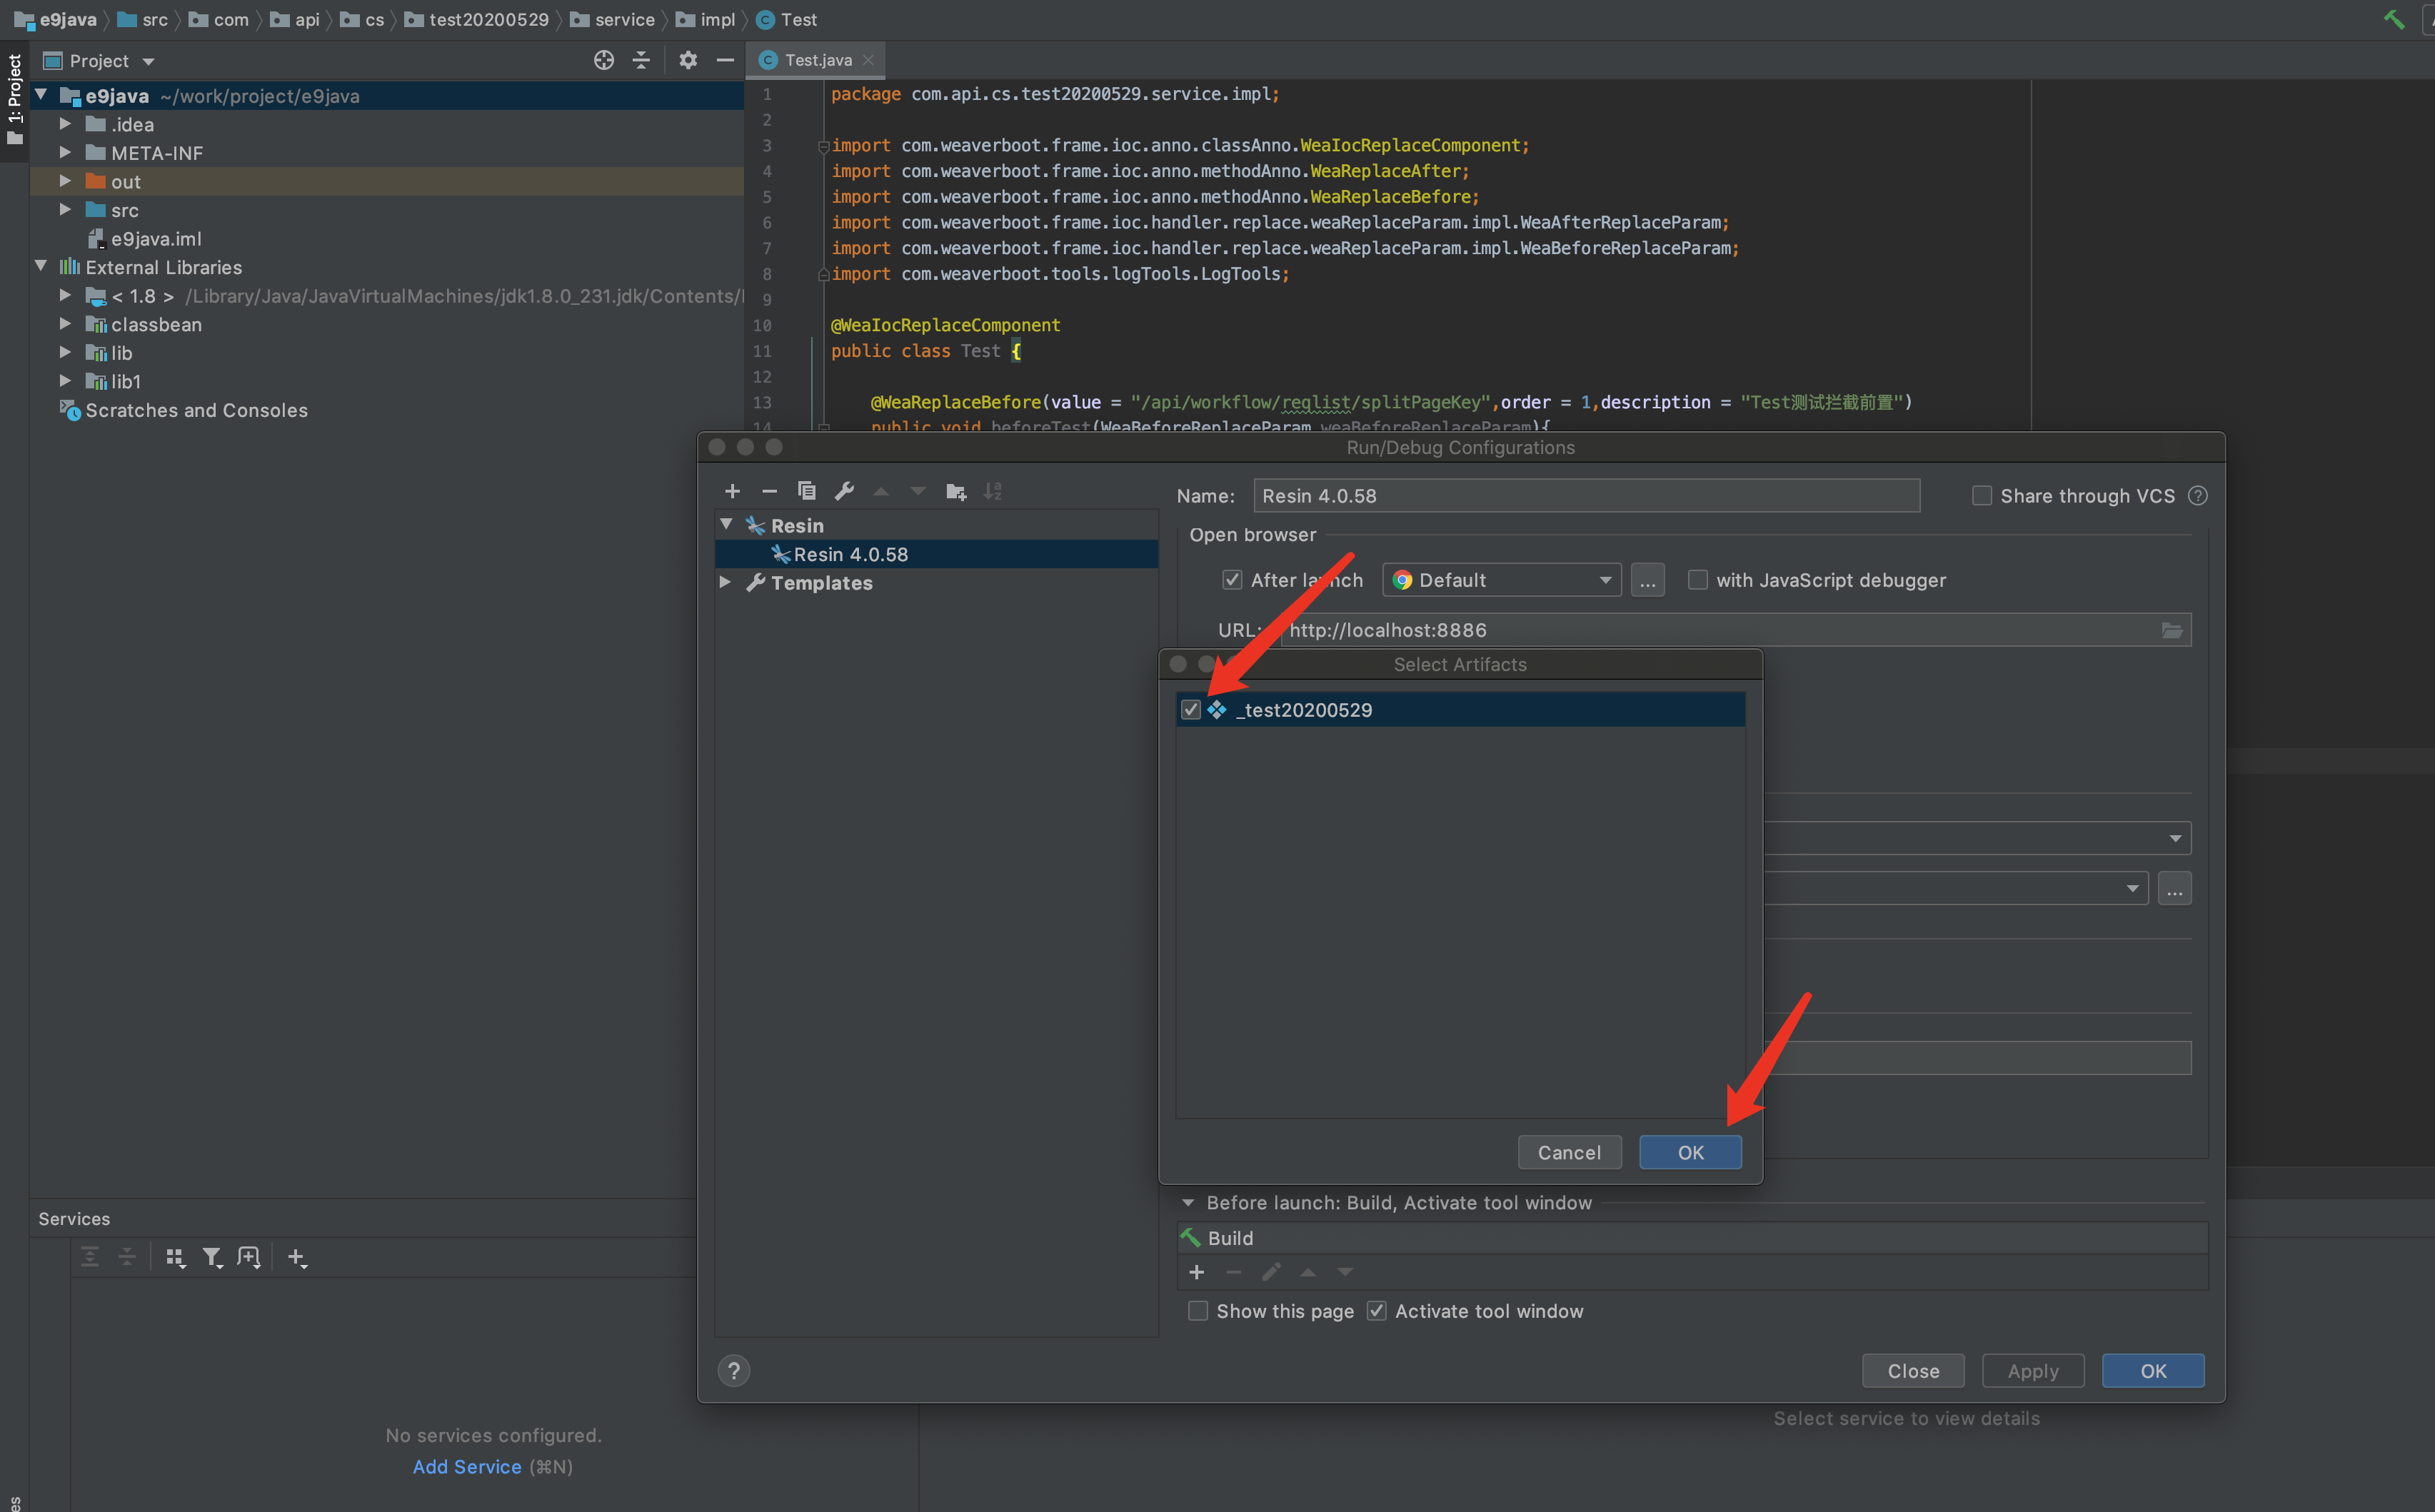 e9java src com api cs test20200529 service impl Test
1: Project
Project
Test.java
e9java ~/work/project/e9java
.idea
META-INF
out
src
e9java.iml
External Libraries
< 1.8 > /Library/Java/JavaVirtualMachines/jdk1.8.0_231.jdk/Contents/
classbean
lib
lib1
Scratches and Consoles
1 package com.api.cs.test20200529.service.impl;
2
3 import com.weaverboot.frame.ioc.anno.classAnno.WeaIocReplaceComponent;
4 import com.weaverboot.frame.ioc.anno.methodAnno.WeaReplaceAfter;
5 import com.weaverboot.frame.ioc.anno.methodAnno.WeaReplaceBefore;
6 import com.weaverboot.frame.ioc.handler.replace.weaReplaceParam.impl.WeaAfterReplaceParam;
7 import com.weaverboot.frame.ioc.handler.replace.weaReplaceParam.impl.WeaBeforeReplaceParam;
8 import com.weaverboot.tools.logTools.LogTools;
9
10 @WeaIocReplaceComponent
11 public class Test {
12
13 @WeaReplaceBefore(value = "/api/workflow/reqlist/splitPageKey",order = 1,description = "Test测试拦截前置")
14 public void beforeTest(WeaBeforeReplaceParam weaBeforeReplaceParam){
Run/Debug Configurations
Resin
Resin 4.0.58
Templates
Name: Resin 4.0.58 Share through VCS ?
Open browser
After launch Default ... with JavaScript debugger
URL: http://localhost:8886
Select Artifacts
_test20200529
...
Cancel OK
Before launch: Build, Activate tool window
Build
Show this page Activate tool window
? Close Apply OK
Services
No services configured.
Add Service (⌘N)
Select service to view details